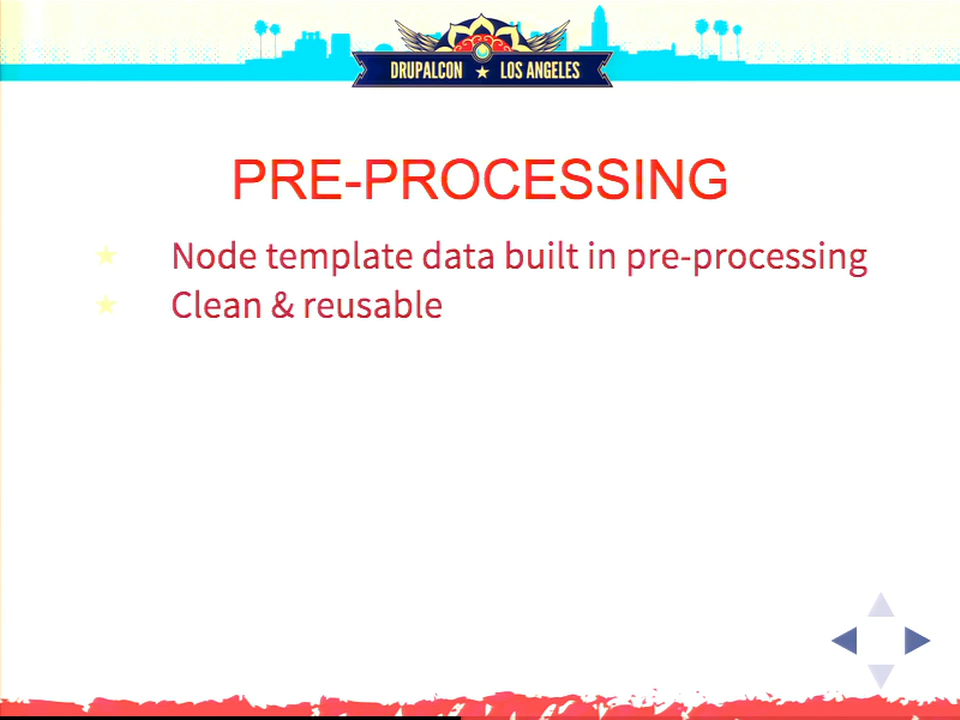 DRUPALCON ★ LOS ANGELES
PRE-PROCESSING
★ Node template data built in pre-processing
★ Clean & reusable